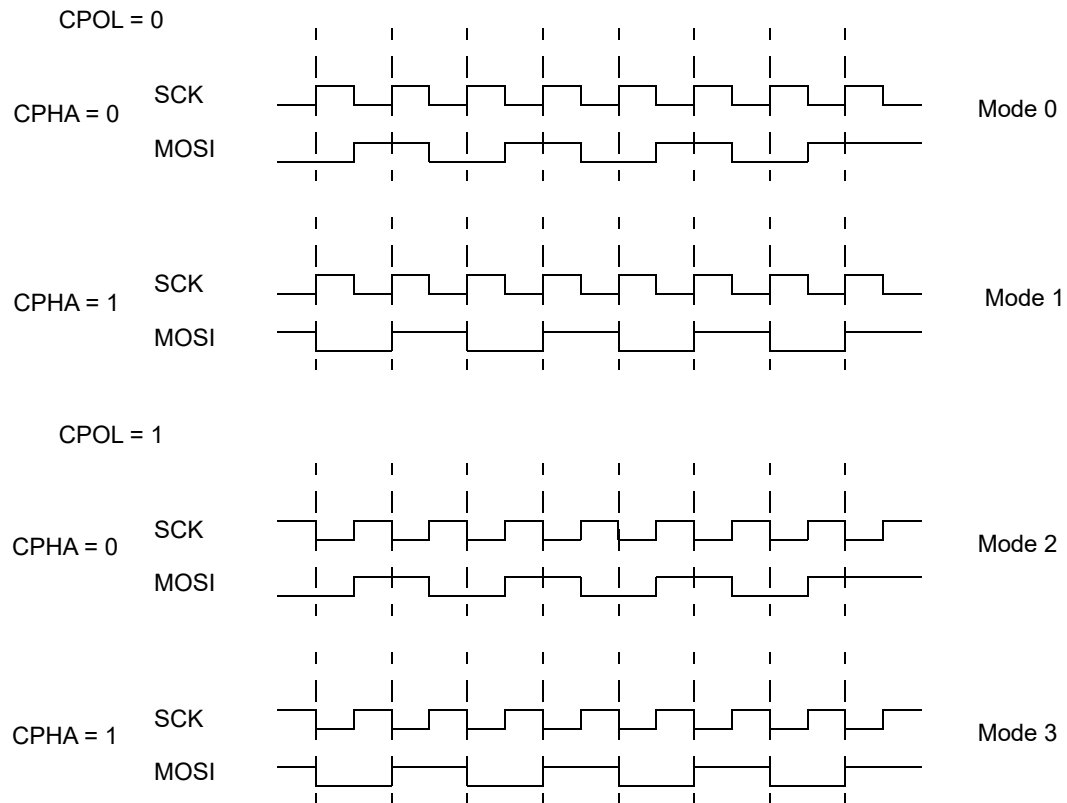 CPOL = 0
SCK
CPHA = 0
Mode 0
MOSI
SCK
CPHA = 1
Mode 1
MOSI
CPOL = 1
SCK
CPHA = 0
Mode 2
MOSI
SCK
CPHA = 1
Mode 3
MOSI